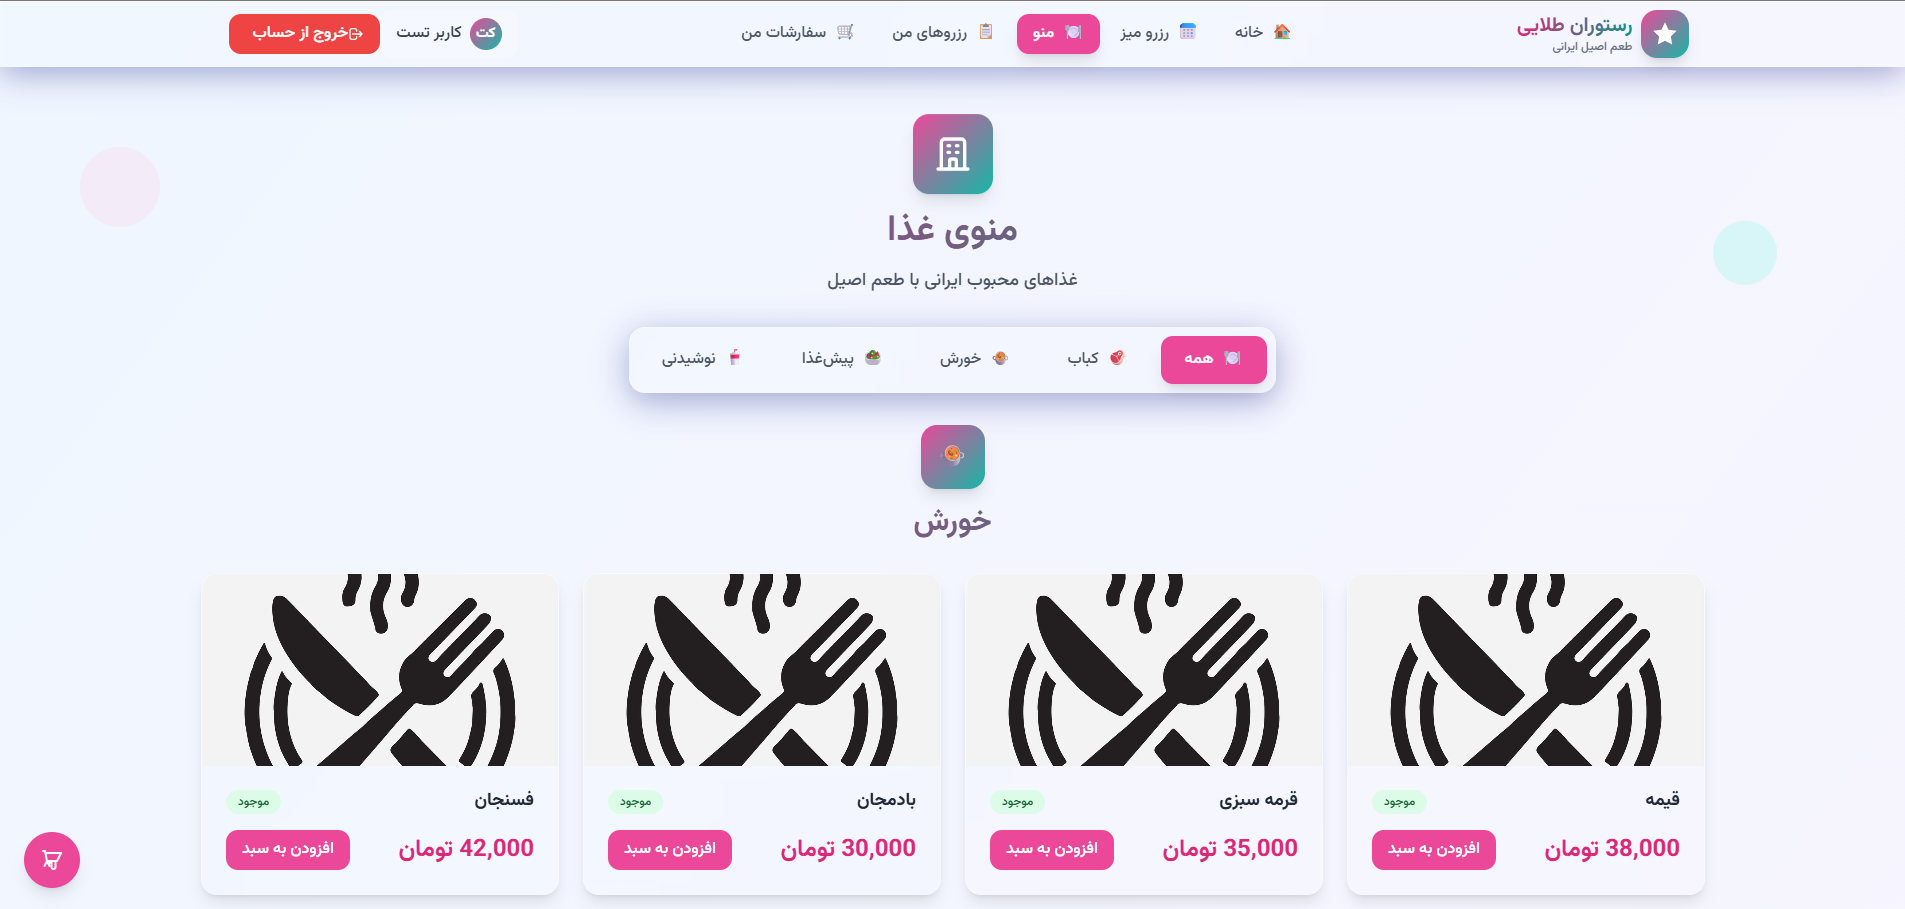 رستوران طلایی
طعم اصیل ایرانی
خانه
رزرو میز
منو
رزروهای من
سفارشات من
کت
کاربر تست
خروج از حساب
منوی غذا
غذاهای محبوب ایرانی با طعم اصیل
همه
کباب
خورش
پیش‌غذا
نوشیدنی
خورش
قیمه
موجود
38,000 تومان
افزودن به سبد
قرمه سبزی
موجود
35,000 تومان
افزودن به سبد
بادمجان
موجود
30,000 تومان
افزودن به سبد
فسنجان
موجود
42,000 تومان
افزودن به سبد
0